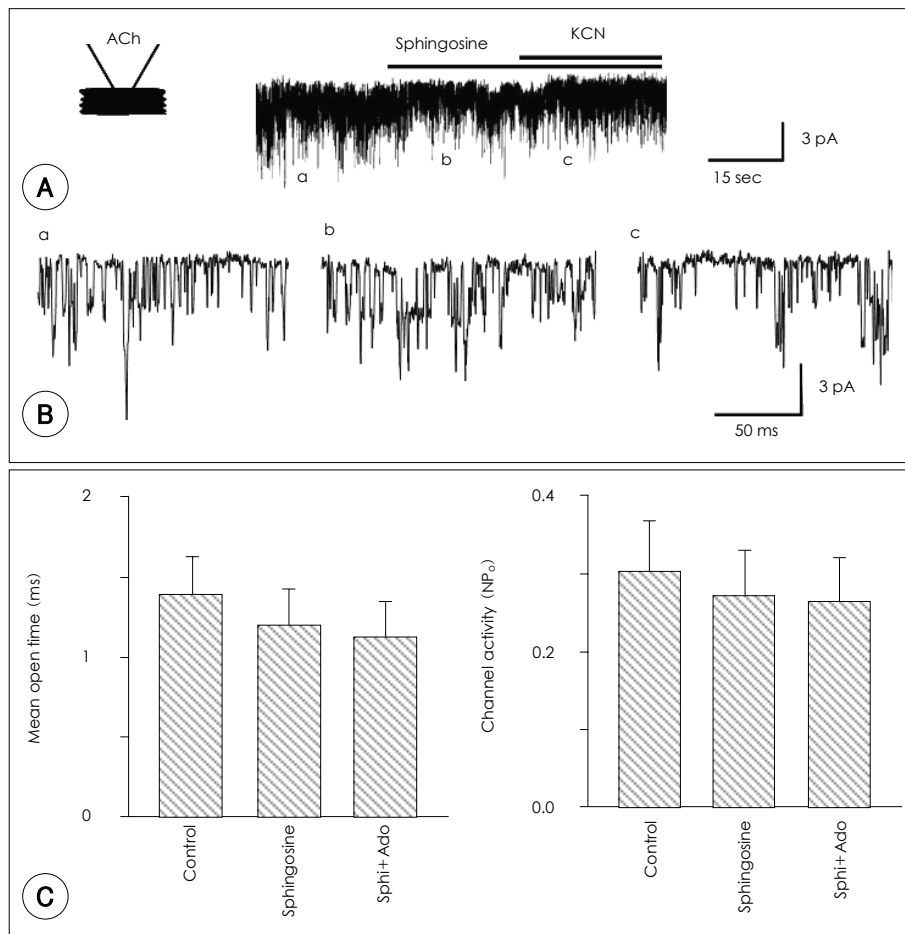 ACh
Sphingosine
KCN
a
b
c
3 pA
15 sec
A
a
b
c
3 pA
50 ms
B
Mean open time (ms)
2
1
0
Control
Sphingosine
Sphi+Ado
Channel activity (NPo)
0.4
0.2
0.0
Control
Sphingosine
Sphi+Ado
C